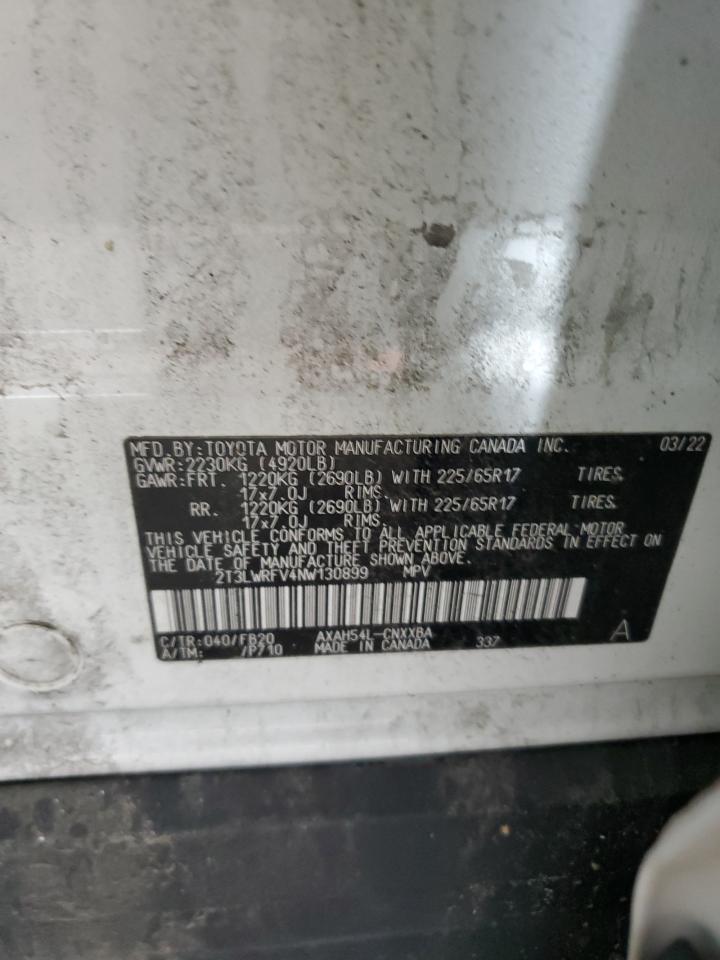 MFD.BY:TOYOTA MOTOR MANUFACTURING CANADA INC. 03/22
GVWR:2230KG (4920LB)
GAWR:FRT. 1220KG (2690LB) WITH 225/65R17 TIRES,
17x7.0J RIMS,
RR. 1220KG (2690LB) WITH 225/65R17 TIRES,
17x7.0J RIMS.
THIS VEHICLE CONFORMS TO ALL APPLICABLE FEDERAL MOTOR
VEHICLE SAFETY AND THEFT PREVENTION STANDARDS IN EFFECT ON
THE DATE OF MANUFACTURE SHOWN ABOVE.
2T3LWRFV4NW130899 MPV
C/TR:040/FB20 AXAH54L-CNXXBA A
A/TM: /P710 MADE IN CANADA 337